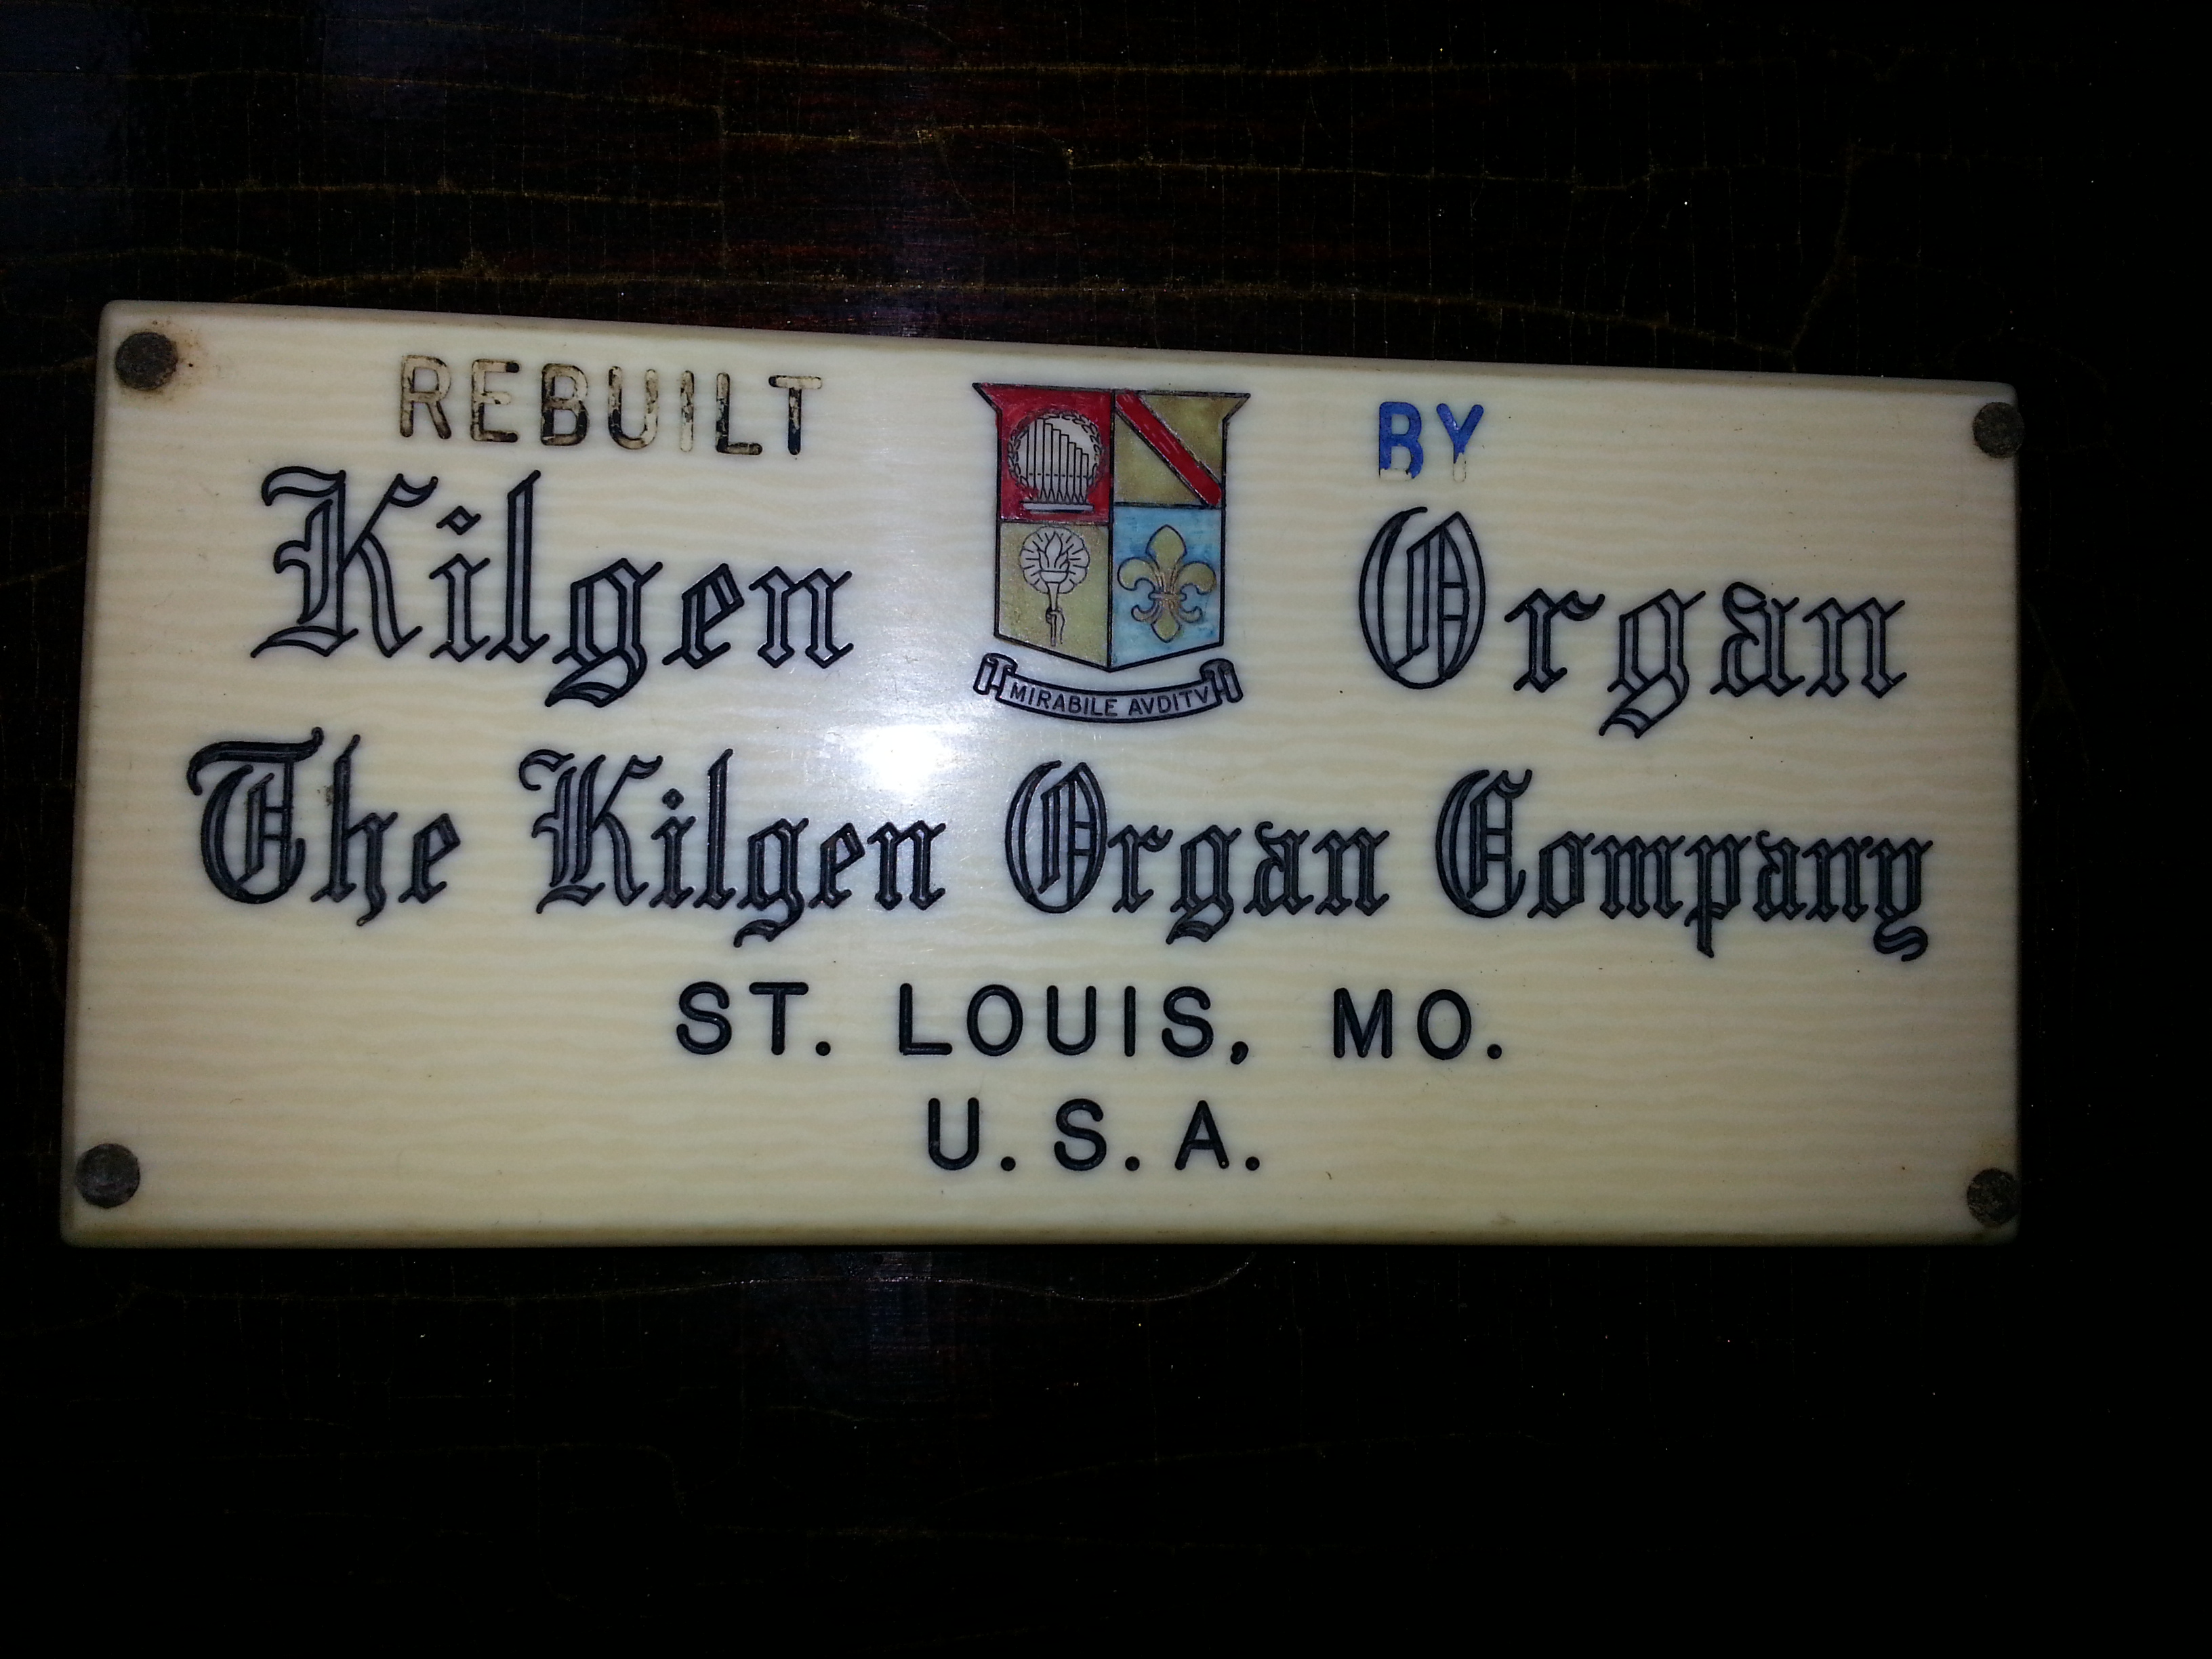 REBUILT BY
Kilgen Organ
MIRABILE AVDITV
The Kilgen Organ Company
ST. LOUIS, MO.
U.S.A.